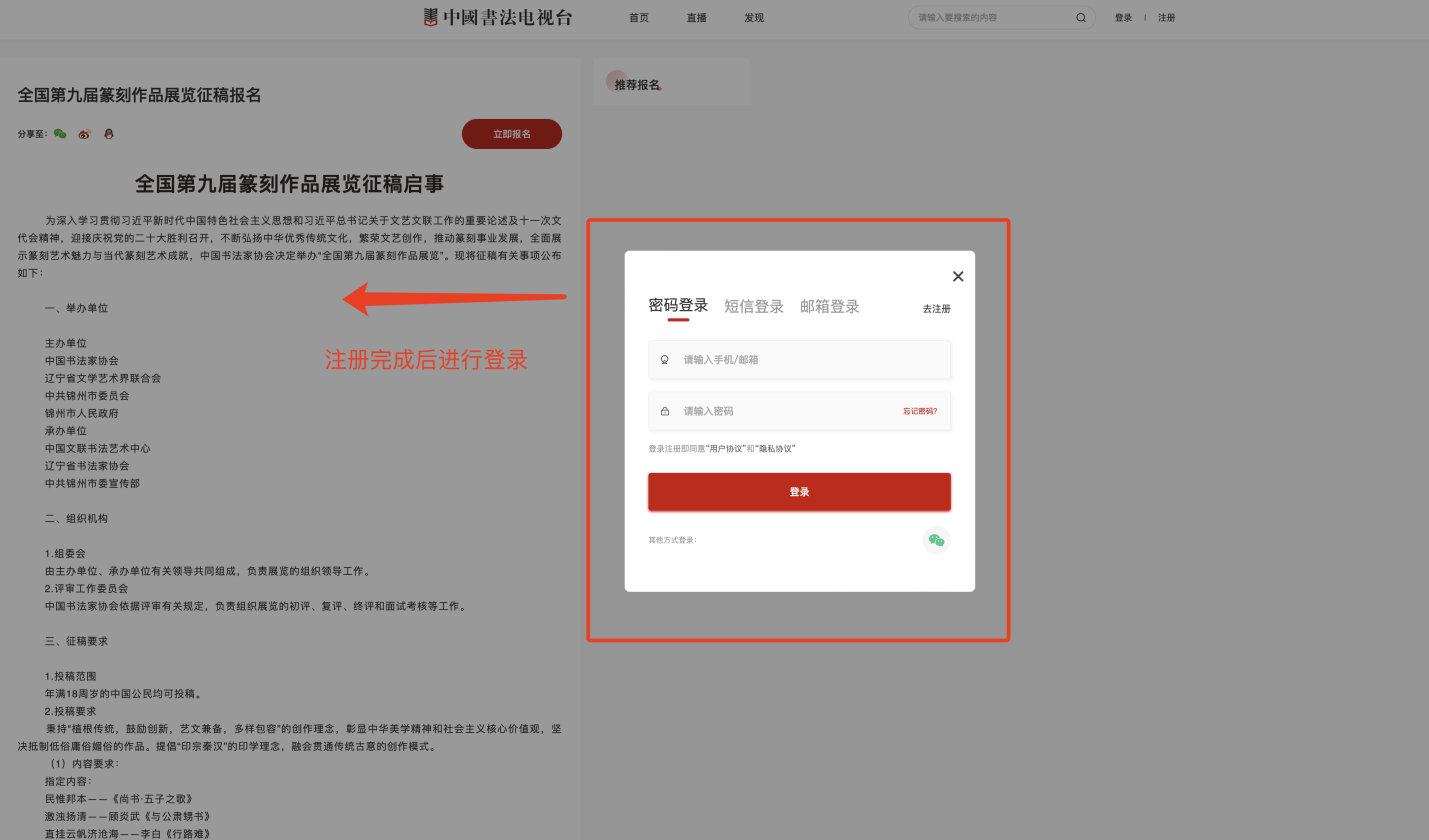 中國書法电视台
首页
直播
发现
请输入要搜索的内容
登录
注册
全国第九届篆刻作品展览征稿报名
分享至：
立即报名
推荐报名
全国第九届篆刻作品展览征稿启事
为深入学习贯彻习近平新时代中国特色社会主义思想和习近平总书记关于文艺文联工作的重要论述及十一次文
代会精神，迎接庆祝党的二十大胜利召开，不断弘扬中华优秀传统文化，繁荣文艺创作，推动篆刻事业发展，全面展
示篆刻艺术魅力与当代篆刻艺术成就，中国书法家协会决定举办“全国第九届篆刻作品展览”。现将征稿有关事项公布
如下：
一、举办单位
主办单位
中国书法家协会
辽宁省文学艺术界联合会
中共锦州市委员会
锦州市人民政府
承办单位
中国文联书法艺术中心
辽宁省书法家协会
中共锦州市委宣传部
二、组织机构
1.组委会
由主办单位、承办单位有关领导共同组成，负责展览的组织领导工作。
2.评审工作委员会
中国书法家协会依据评审有关规定，负责组织展览的初评、复评、终评和面试考核等工作。
三、征稿要求
1.投稿范围
年满18周岁的中国公民均可投稿。
2.投稿要求
秉持“植根传统，鼓励创新，艺文兼备，多样包容”的创作理念，彰显中华美学精神和社会主义核心价值观，坚
决抵制低俗庸俗媚俗的作品。提倡“印宗秦汉”的印学理念，融会贯通传统古意的创作模式。
（1）内容要求：
指定内容：
民惟邦本——《尚书·五子之歌》
激浊扬清——顾炎武《与公肃甥书》
直挂云帆济沧海——李白《行路难》
注册完成后进行登录
密码登录
短信登录
邮箱登录
去注册
请输入手机/邮箱
请输入密码
忘记密码?
登录注册即同意“用户协议”和“隐私协议”
登录
其他方式登录：